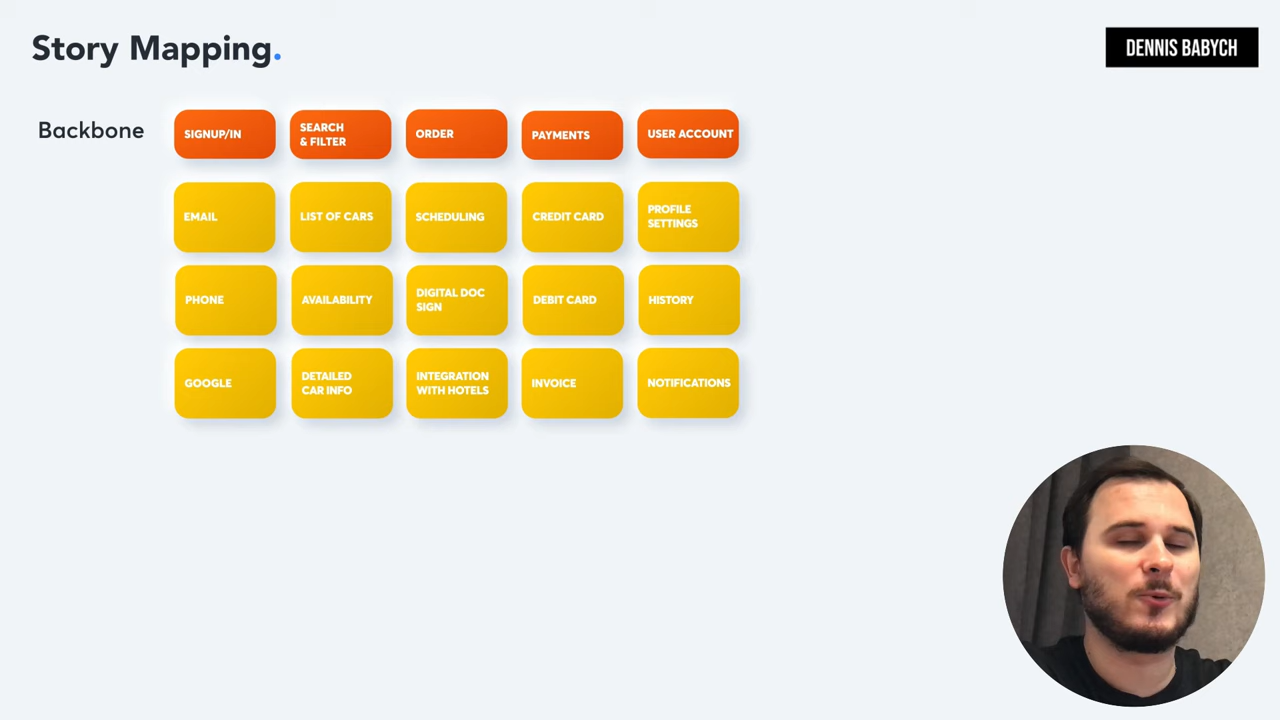 Story Mapping.
DENNIS BABYCH
Backbone
SIGNUP/IN
SEARCH
& FILTER
ORDER
PAYMENTS
USER ACCOUNT
EMAIL
LIST OF CARS
SCHEDULING
CREDIT CARD
PROFILE
SETTINGS
PHONE
AVAILABILITY
DIGITAL DOC
SIGN
DEBIT CARD
HISTORY
GOOGLE
DETAILED
CAR INFO
INTEGRATION
WITH HOTELS
INVOICE
NOTIFICATIONS